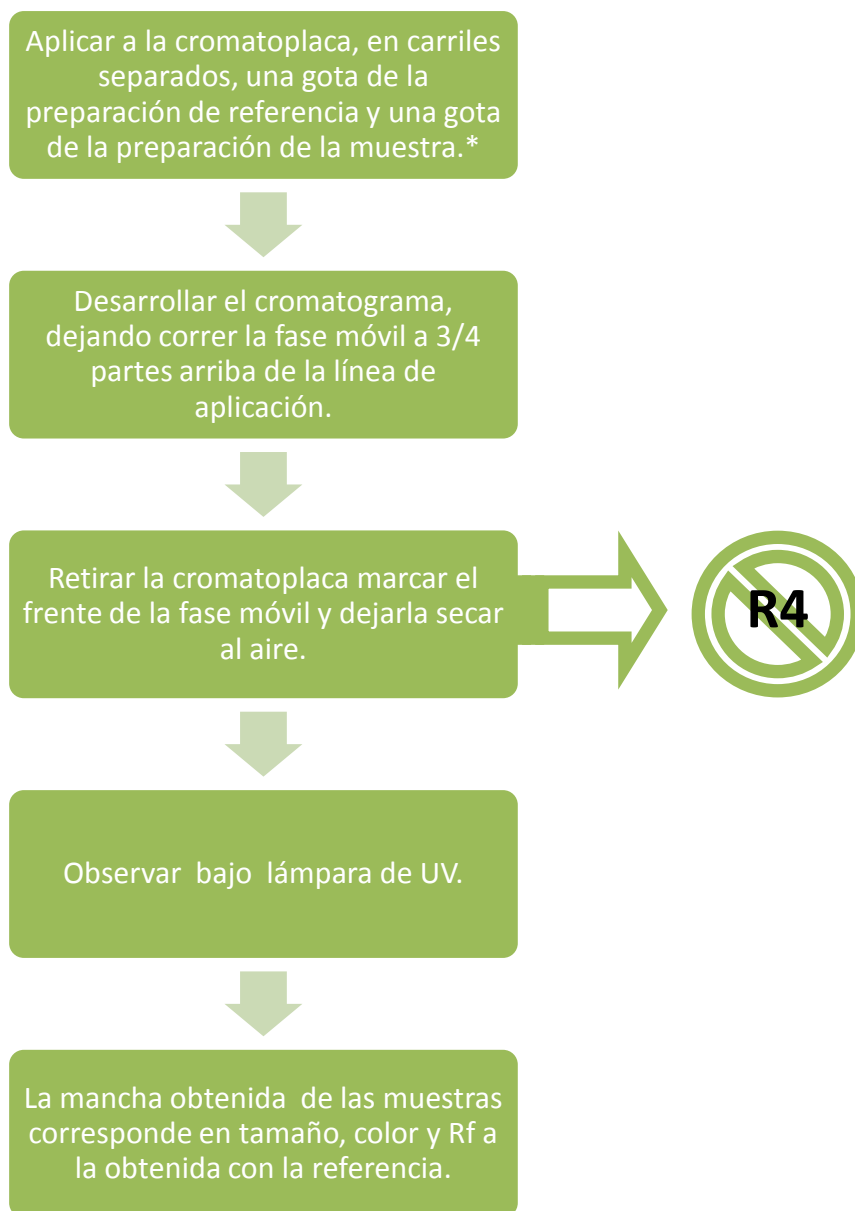 Aplicar a la cromatoplaca, en carriles
separados, una gota de la
preparación de referencia y una gota
de la preparación de la muestra.*
Desarrollar el cromatograma,
dejando correr la fase móvil a 3/4
partes arriba de la línea de
aplicación.
Retirar la cromatoplaca marcar el
frente de la fase móvil y dejarla secar
al aire.
R4
Observar bajo lámpara de UV.
La mancha obtenida de las muestras
corresponde en tamaño, color y Rf a
la obtenida con la referencia.